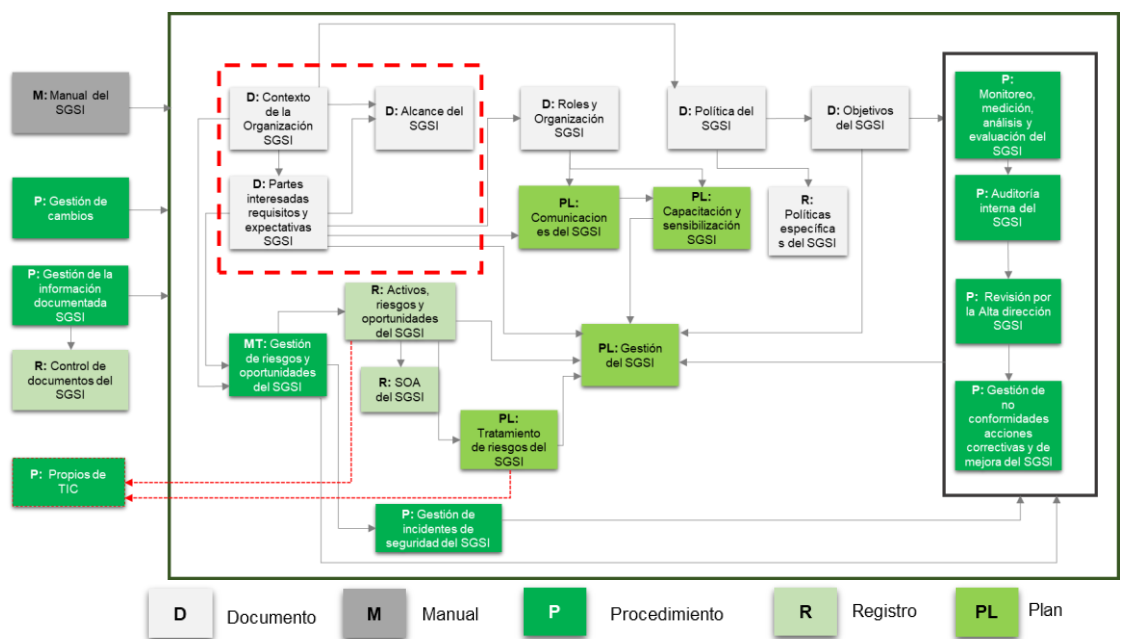 M: Manual del
SGSI
P: Gestión de
cambios
P: Gestión de la
información
documentada
SGSI
R: Control de
documentos del
SGSI
P: Propios de
TIC
D: Contexto
de la
Organización
SGSI
D: Alcance del
SGSI
D: Partes
interesadas
requisitos y
expectativas
SGSI
D: Roles y
Organización
SGSI
D: Política
del SGSI
D: Objetivos
del SGSI
PL:
Comunicacion
es del SGSI
PL:
Capacitación y
sensibilización
SGSI
R:
Políticas
específica
s del SGSI
R: Activos,
riesgos y
oportunidades
del SGSI
MT: Gestión
de riesgos y
oportunidades
del SGSI
R: SOA
del SGSI
PL: Gestión
del SGSI
PL:
Tratamiento
de riesgos del
SGSI
P: Gestión de
incidentes de
seguridad del SGSI
P:
Monitoreo,
medición,
análisis y
evaluación del
SGSI
P: Auditoría
interna del
SGSI
P: Revisión por
la Alta dirección
SGSI
P: Gestión de
no
conformidades
acciones
correctivas y de
mejora del SGSI
D Documento
M Manual
P Procedimiento
R Registro
PL Plan